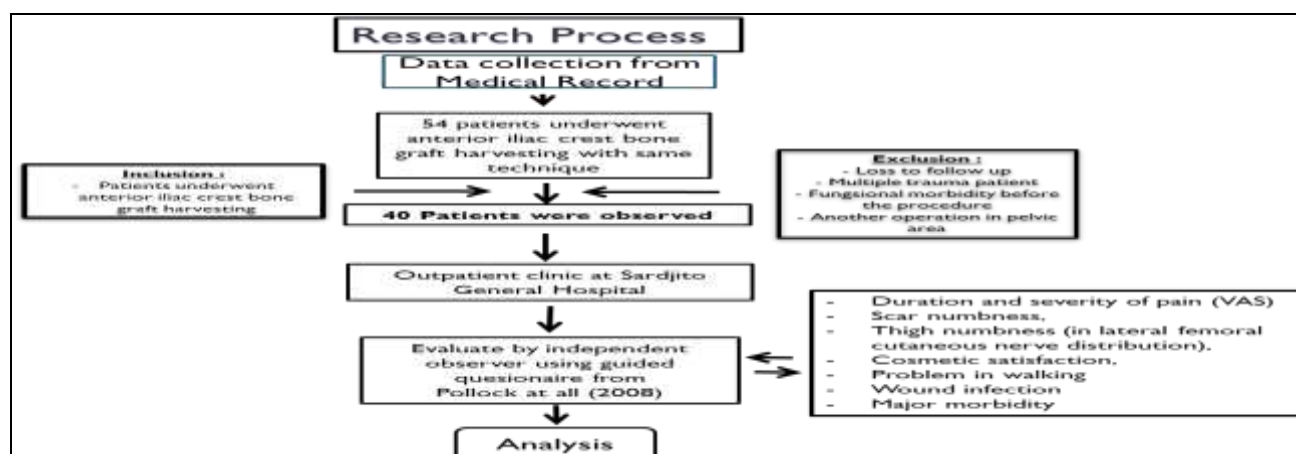 Research Process
Data collection from
Medical Record
54 patients underwent
anterior iliac crest bone
graft harvesting with same
technique
Inclusion :
- Patients underwent
anterior iliac crest bone
graft harvesting
Exclusion :
- Loss to follow up
- Multiple trauma patient
- Fungsional morbidity before
the procedure
- Another operation in pelvic
area
40 Patients were observed
Outpatient clinic at Sardjito
General Hospital
Evaluate by independent
observer using guided
quesionaire from
Pollock at all (2008)
- Duration and severity of pain (VAS)
- Scar numbness,
- Thigh numbness (in lateral femoral
cutaneous nerve distribution),
- Cosmetic satisfaction,
- Problem in walking
- Wound infection
- Major morbidity
Analysis